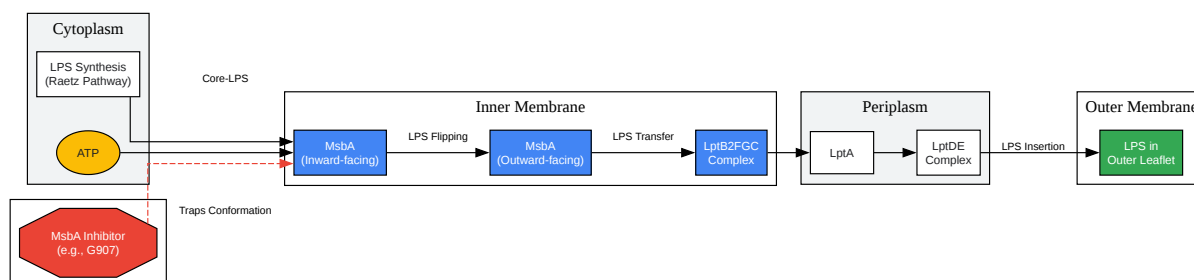 Cytoplasm
LPS Synthesis
(Raetz Pathway)
ATP
Core-LPS
Inner Membrane
MsbA
(Inward-facing)
LPS Flipping
MsbA
(Outward-facing)
LPS Transfer
LptB2FGC
Complex
Periplasm
LptA
LptDE
Complex
LPS Insertion
Outer Membrane
LPS in
Outer Leaflet
Traps Conformation
MsbA Inhibitor
(e.g., G907)